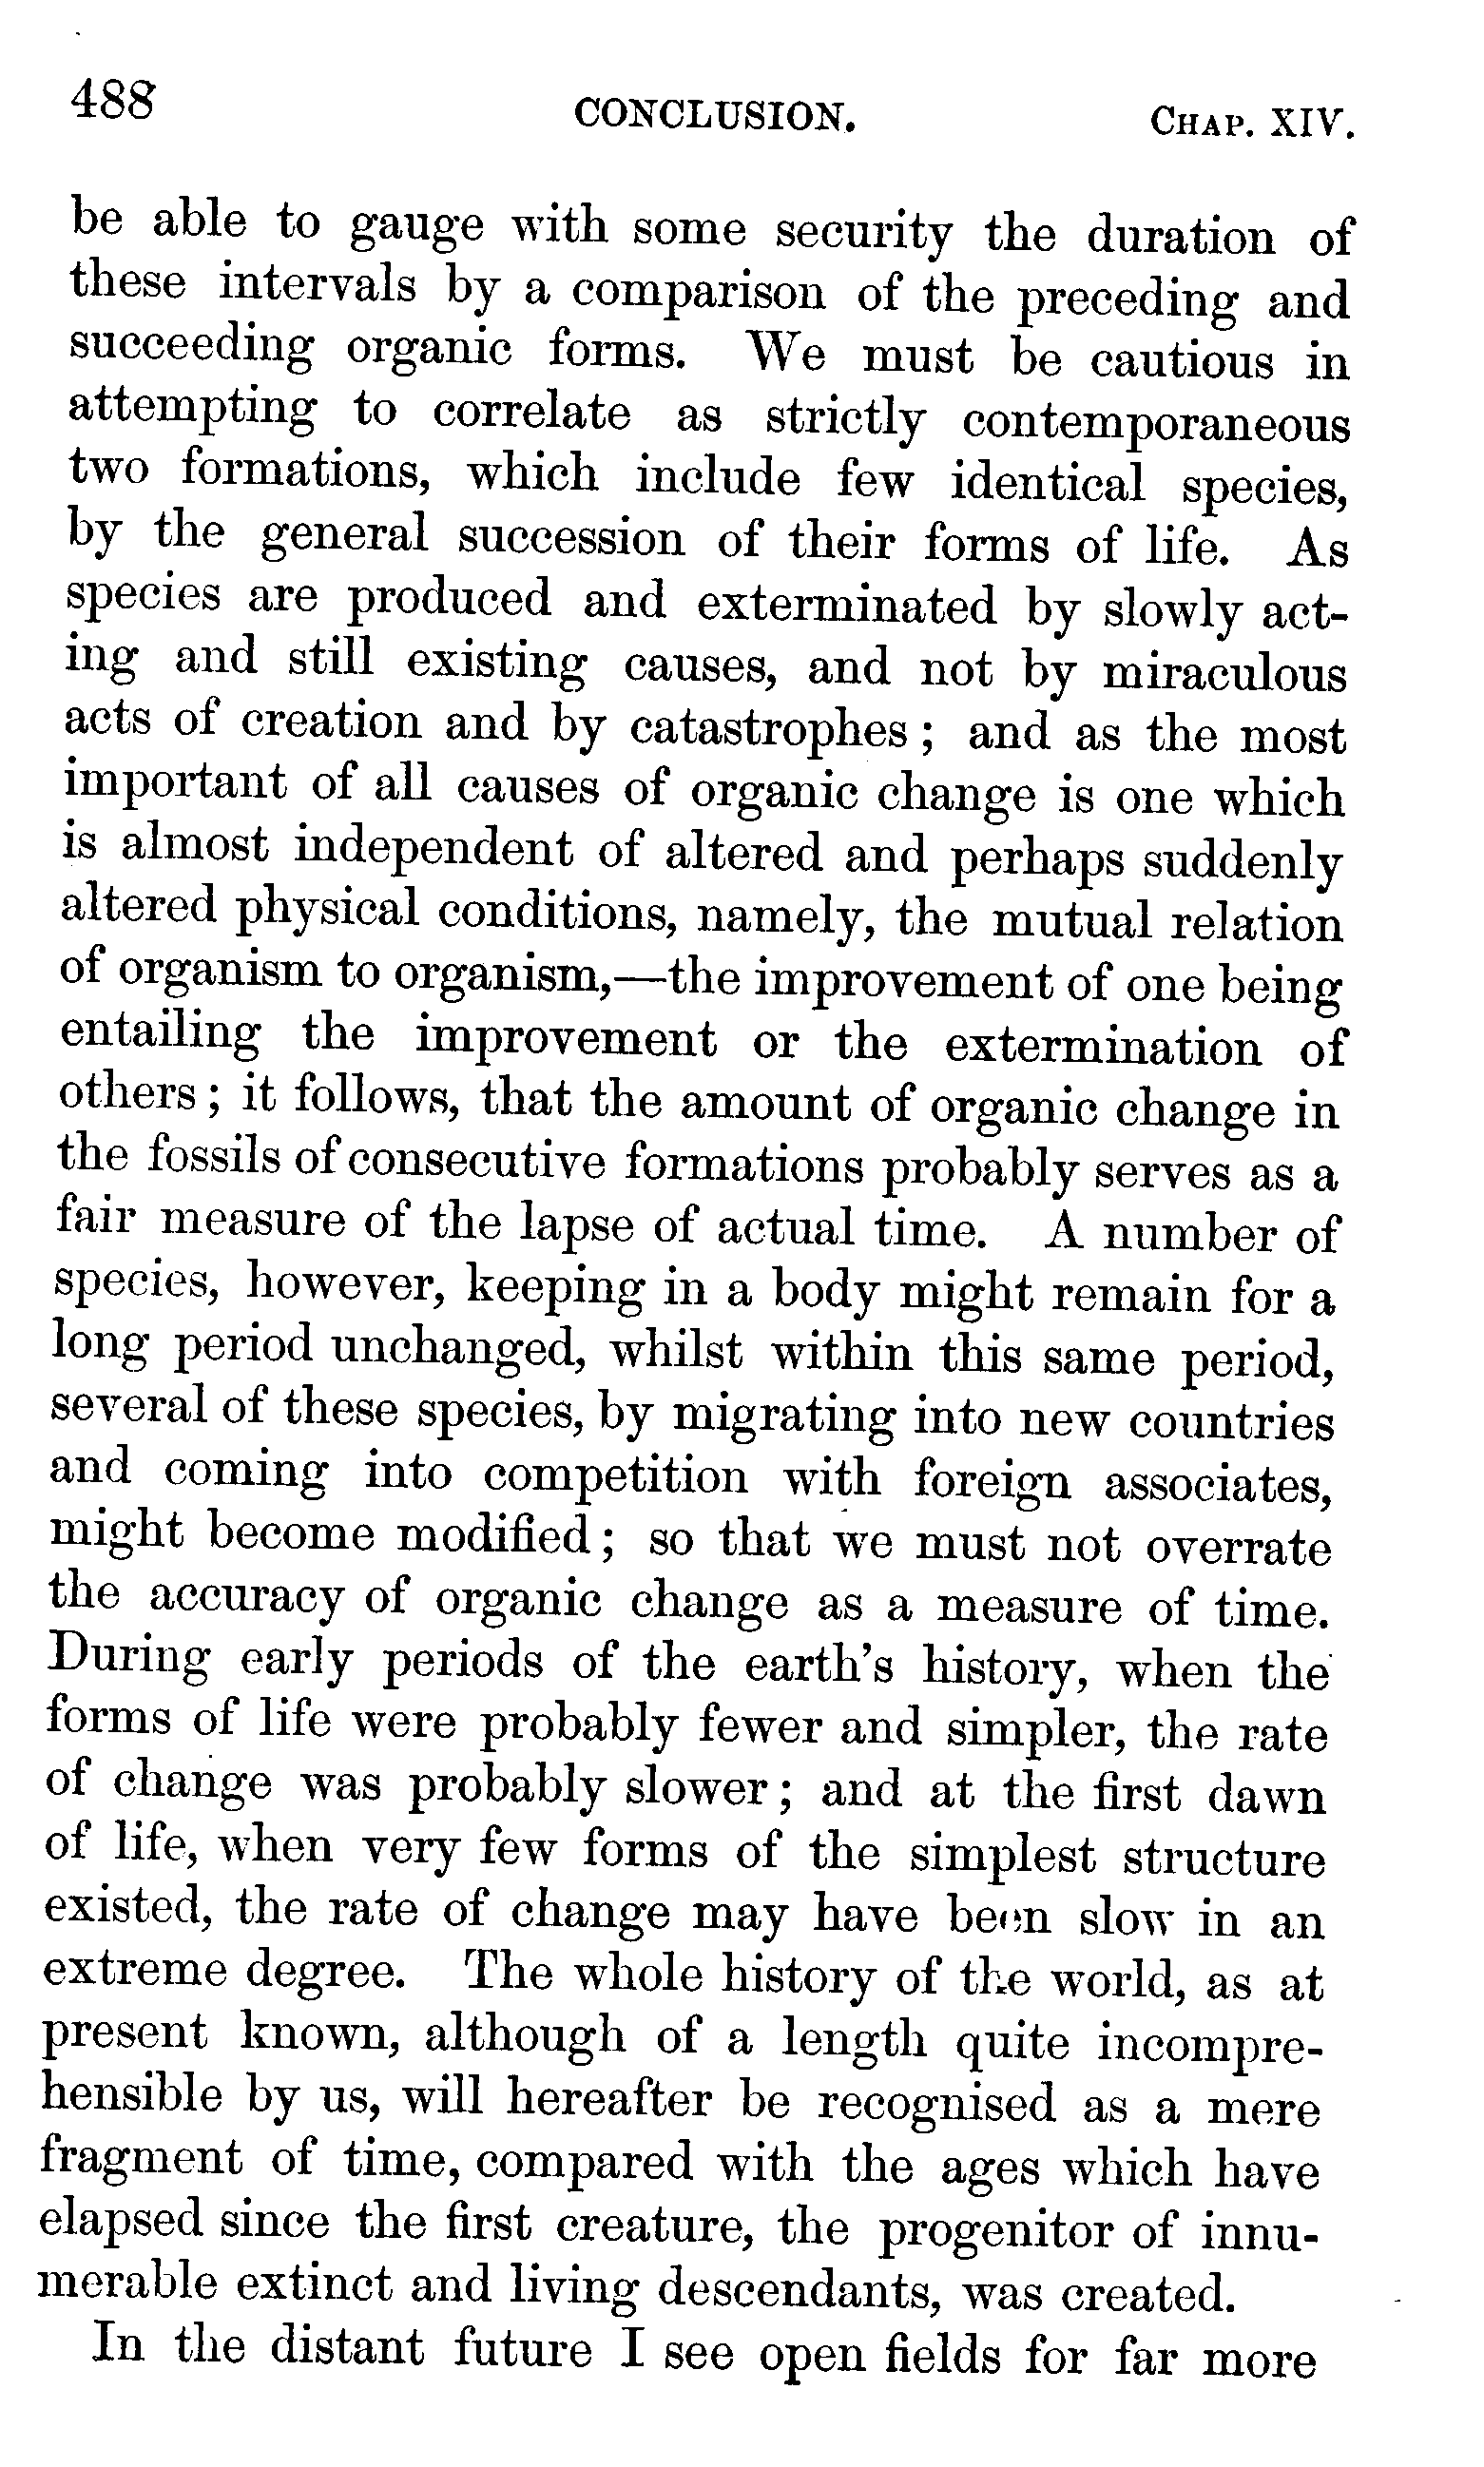 488 CONCLUSION. CHAP. XIV.
be able to gauge with some security the duration of
these intervals by a comparison of the preceding and
succeeding organic forms. We must be cautious in
attempting to correlate as strictly contemporaneous
two formations, which include few identical species,
by the general succession of their forms of life. As
species are produced and exterminated by slowly act-
ing and still existing causes, and not by miraculous
acts of creation and by catastrophes; and as the most
important of all causes of organic change is one which
is almost independent of altered and perhaps suddenly
altered physical conditions, namely, the mutual relation
of organism to organism,—the improvement of one being
entailing the improvement or the extermination of
others; it follows, that the amount of organic change in
the fossils of consecutive formations probably serves as a
fair measure of the lapse of actual time. A number of
species, however, keeping in a body might remain for a
long period unchanged, whilst within this same period,
several of these species, by migrating into new countries
and coming into competition with foreign associates,
might become modified; so that we must not overrate
the accuracy of organic change as a measure of time.
During early periods of the earth's history, when the
forms of life were probably fewer and simpler, the rate
of change was probably slower; and at the first dawn
of life, when very few forms of the simplest structure
existed, the rate of change may have been slow in an
extreme degree. The whole history of the world, as at
present known, although of a length quite incompre-
hensible by us, will hereafter be recognised as a mere
fragment of time, compared with the ages which have
elapsed since the first creature, the progenitor of innu-
merable extinct and living descendants, was created.
In the distant future I see open fields for far more